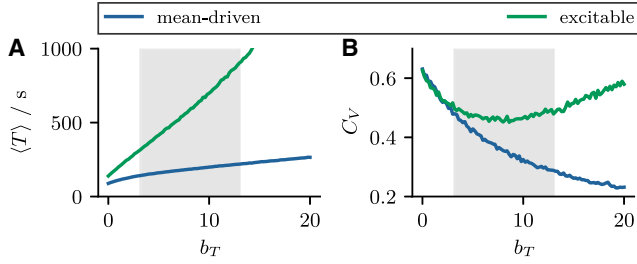 mean-driven excitable
A
⟨T⟩ / s
1000
500
0
0 10 20
b_T
B
C_V
0.6
0.4
0.2
0 10 20
b_T